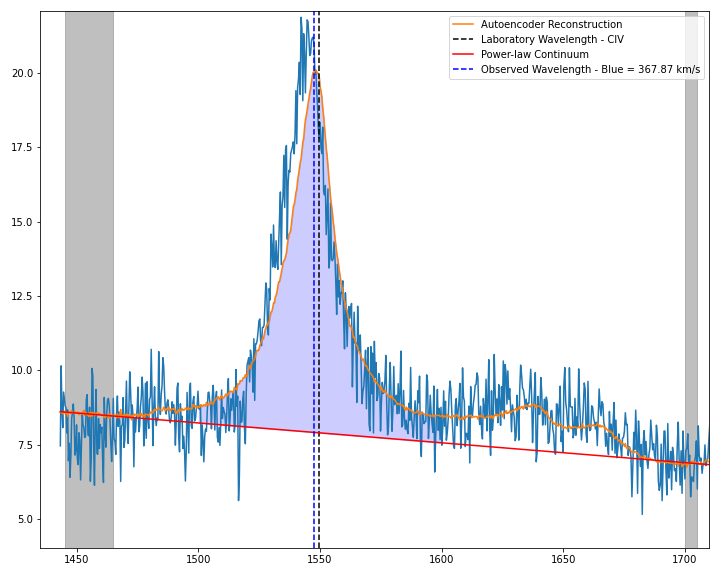 Autoencoder Reconstruction
Laboratory Wavelength - CIV
Power-law Continuum
Observed Wavelength - Blue = 367.87 km/s
20.0
17.5
15.0
12.5
10.0
7.5
5.0
1450 1500 1550 1600 1650 1700